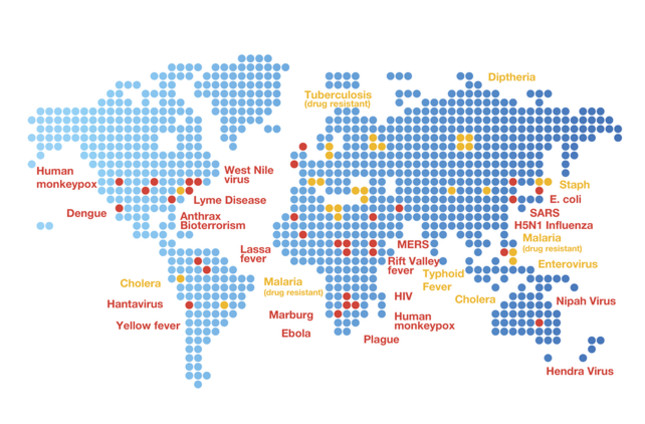 Diptheria
Tuberculosis
(drug resistant)
Human
monkeypox
West Nile
virus
Staph
Lyme Disease
E. coli
Dengue
Anthrax
Bioterrorism
SARS
H5N1 Influenza
Lassa
fever
MERS
Malaria
(drug resistant)
Rift Valley
fever
Enterovirus
Typhoid
Fever
Cholera
Malaria
(drug resistant)
Hantavirus
HIV
Cholera
Nipah Virus
Marburg
Human
monkeypox
Yellow fever
Ebola
Plague
Hendra Virus